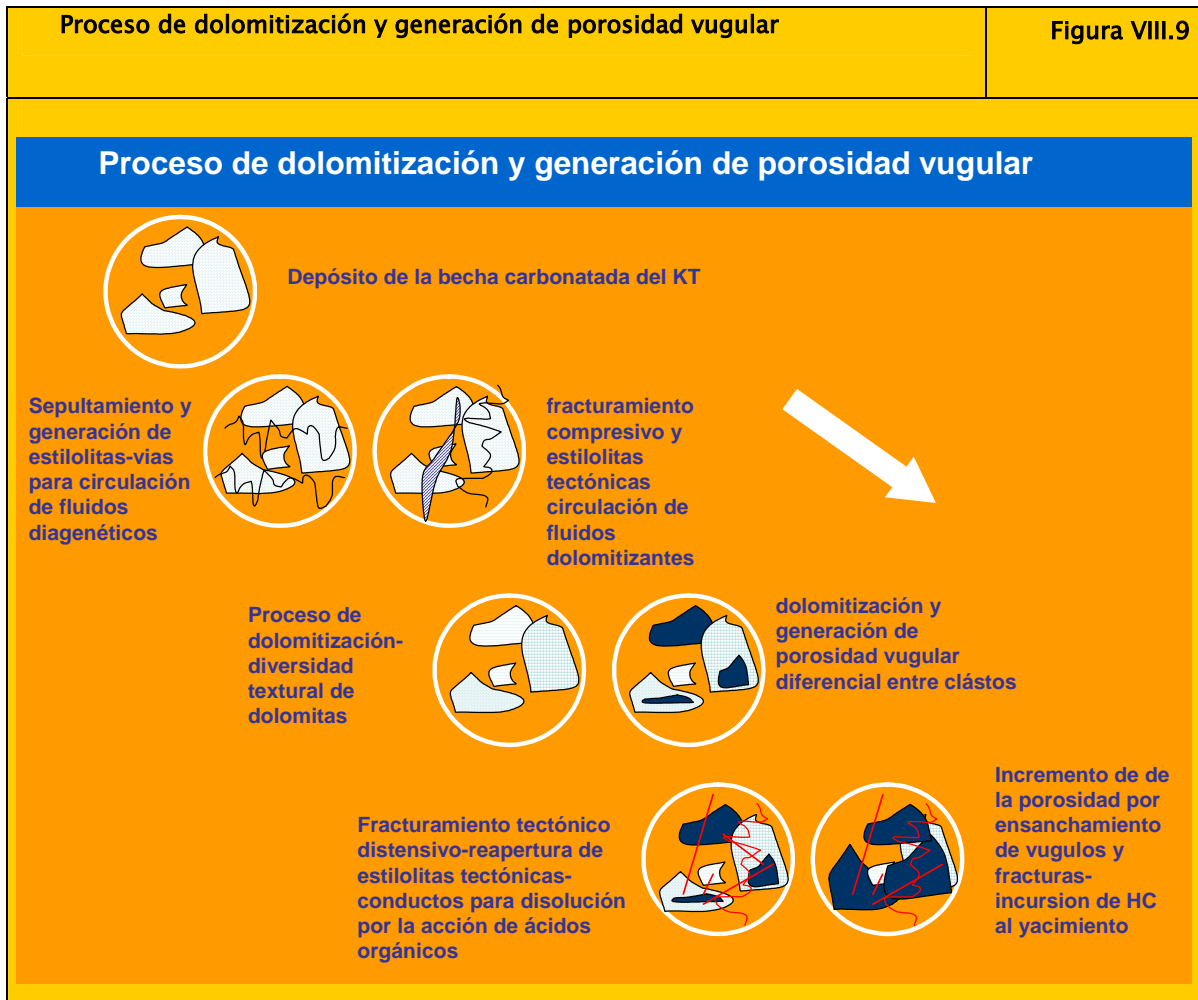 Proceso de dolomitización y generación de porosidad vugular
Figura VIII.9
Proceso de dolomitización y generación de porosidad vugular
Depósito de la becha carbonatada del KT
Sepultamiento y
generación de
estilolitas-vias
para circulación
de fluidos
diagenéticos
fracturamiento
compresivo y
estilolitas
tectónicas
circulación de
fluidos
dolomitizantes
Proceso de
dolomitización-
diversidad
textural de
dolomitas
dolomitización y
generación de
porosidad vugular
diferencial entre clástos
Fracturamiento tectónico
distensivo-reapertura de
estilolitas tectónicas-
conductos para disolución
por la acción de ácidos
orgánicos
Incremento de de
la porosidad por
ensanchamiento
de vugulos y
fracturas-
incursion de HC
al yacimiento